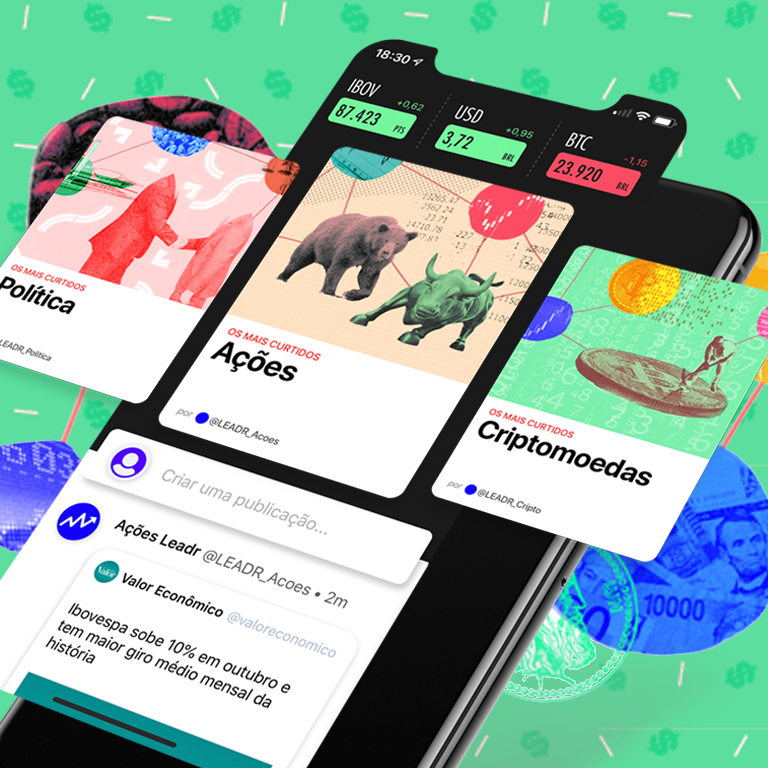 18:30
IBOV
+0,62
87.423 PTS
USD
+0,95
3,72 BRL
BTC
-1,15
23.920 BRL
OS MAIS CURTIDOS
Política
LEADR_Politica
OS MAIS CURTIDOS
Ações
por @LEADR_Acoes
OS MAIS CURTIDOS
Criptomoedas
por @LEADR_Cripto
Criar uma publicação...
Ações Leadr @LEADR_Acoes • 2m
Valor
Valor Econômico @valoreconomico
Ibovespa sobe 10% em outubro e
tem maior giro médio mensal da
história
10000